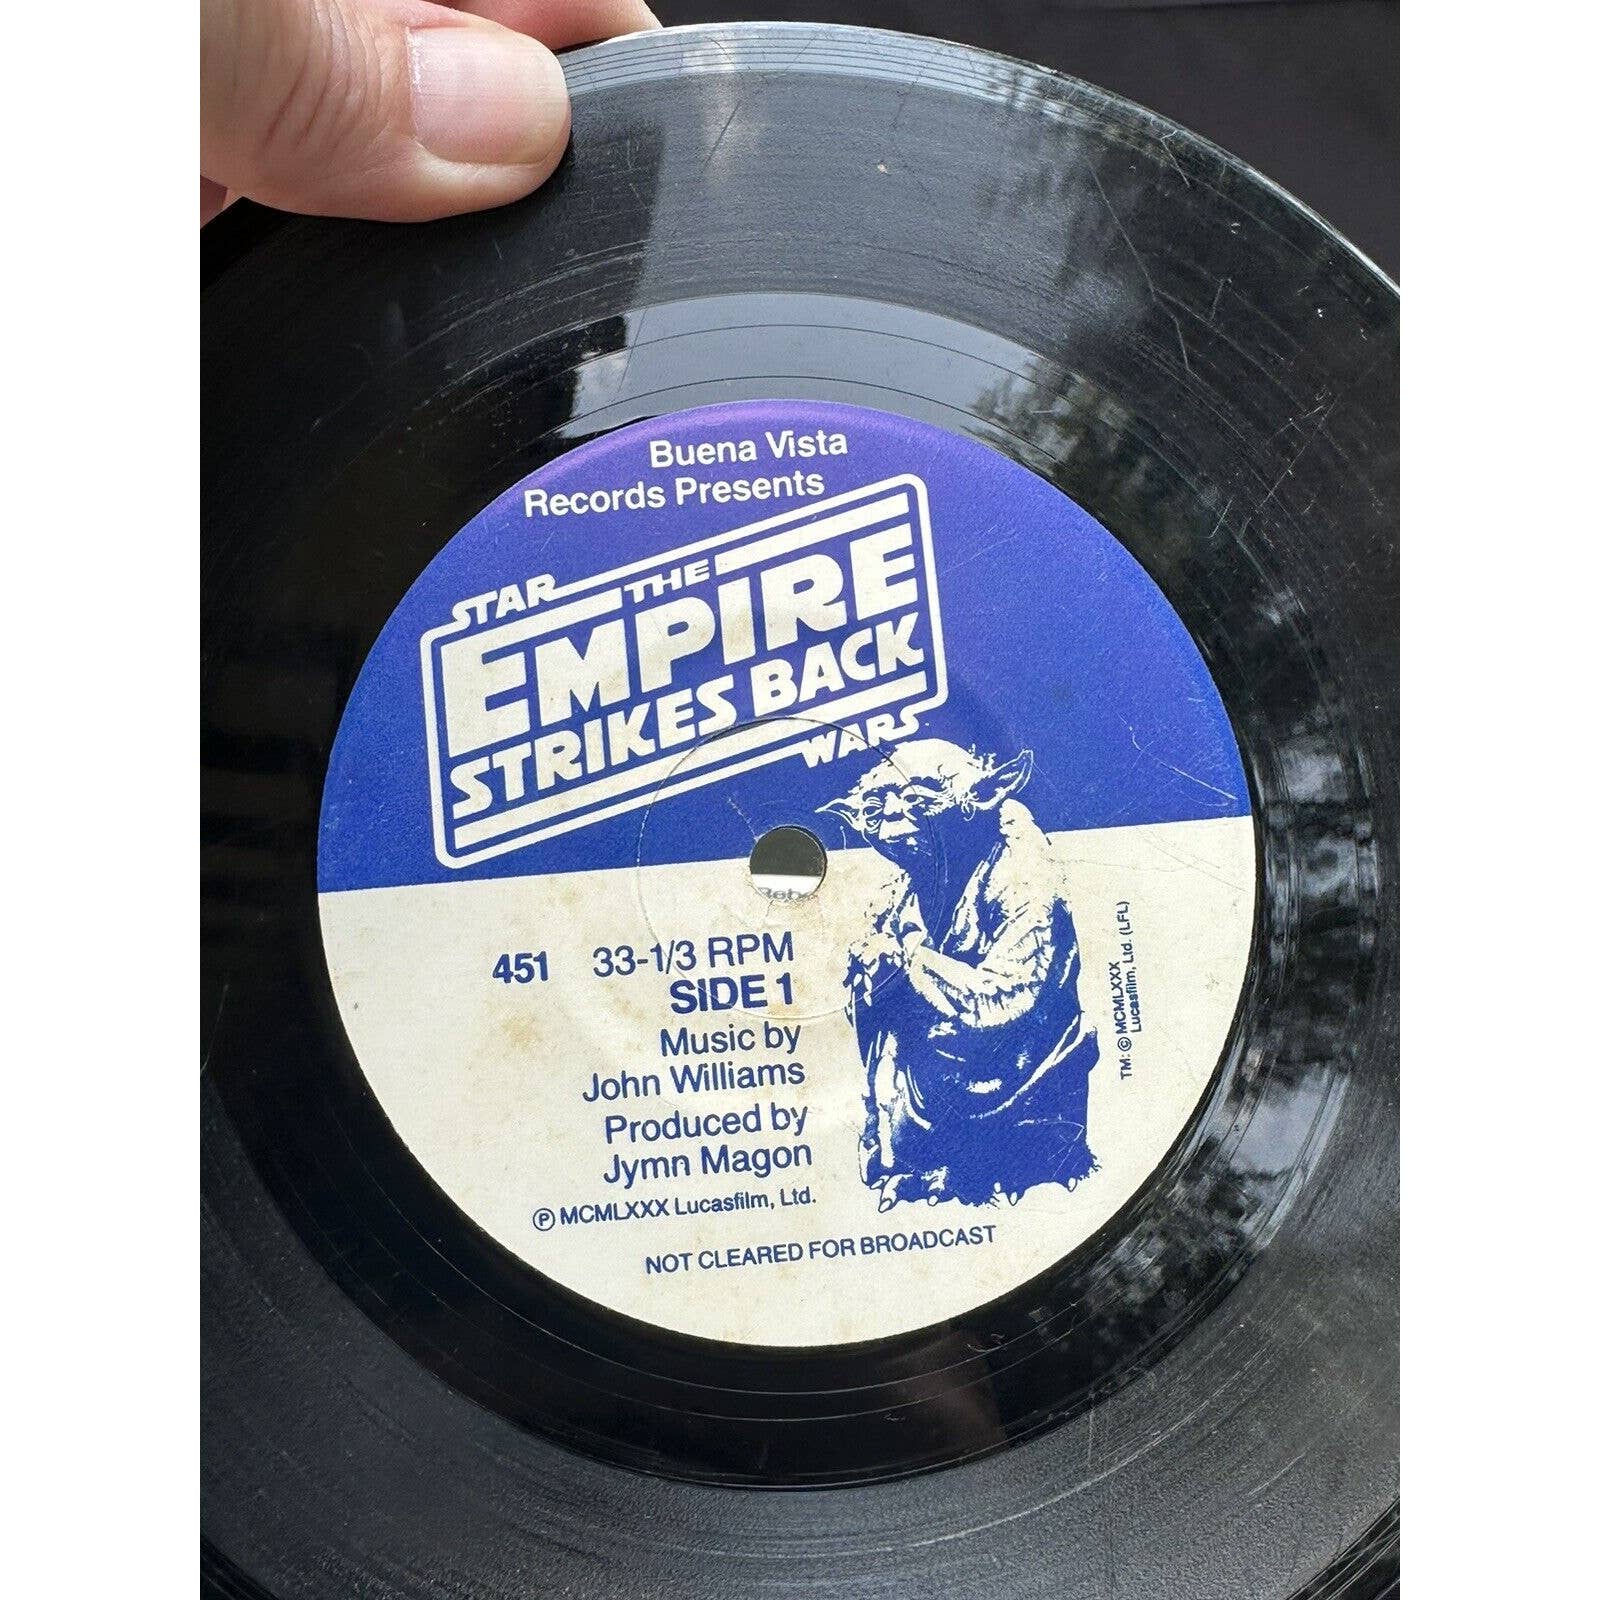 Buena Vista
Records Presents
STAR
THE
EMPIRE
STRIKES BACK
WARS
451 33-1/3 RPM
SIDE 1
Music by
John Williams
Produced by
Jymn Magon
Ⓟ MCMLXXX Lucasfilm, Ltd.
NOT CLEARED FOR BROADCAST
TM: © MCMLXXX
Lucasfilm, Ltd. (LFL)